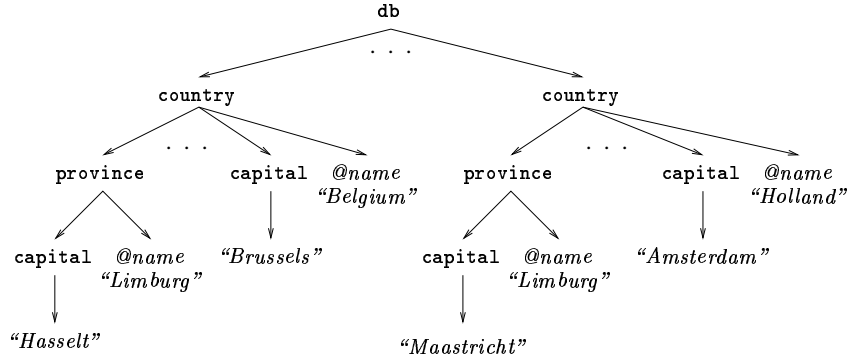 db
. . .
country country
. . . . . .
province capital @name province capital @name
“Belgium” “Holland”
capital @name “Brussels” capital @name “Amsterdam”
“Limburg” “Limburg”
“Hasselt” “Maastricht”